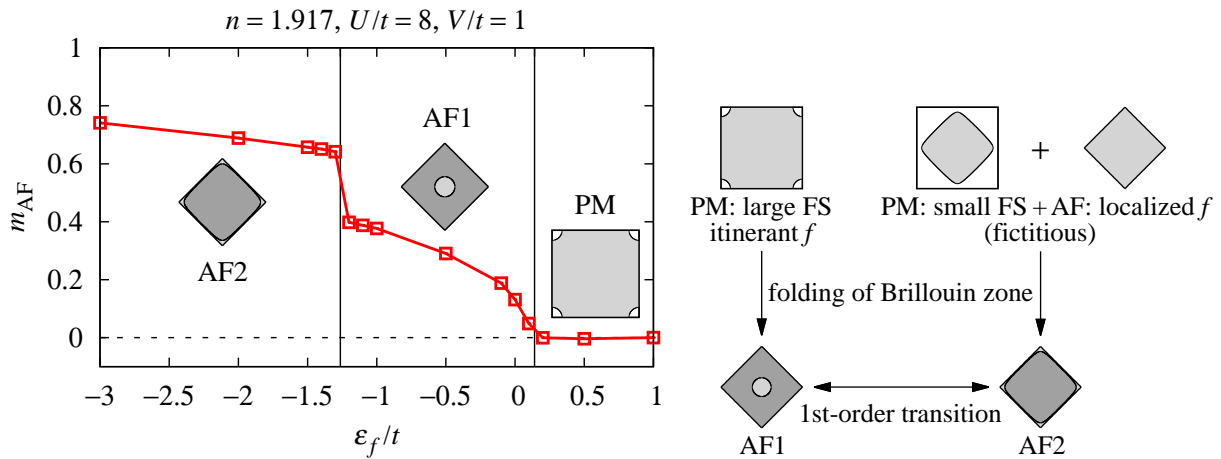 n = 1.917, U/t = 8, V/t = 1
1
0.8
0.6
0.4
0.2
0
m_AF
AF2
AF1
PM
−3
−2.5
−2
−1.5
−1
−0.5
0
0.5
1
ε_f/t
+
PM: large FS
itinerant f
PM: small FS + AF: localized f
(fictitious)
folding of Brillouin zone
1st-order transition
AF1
AF2